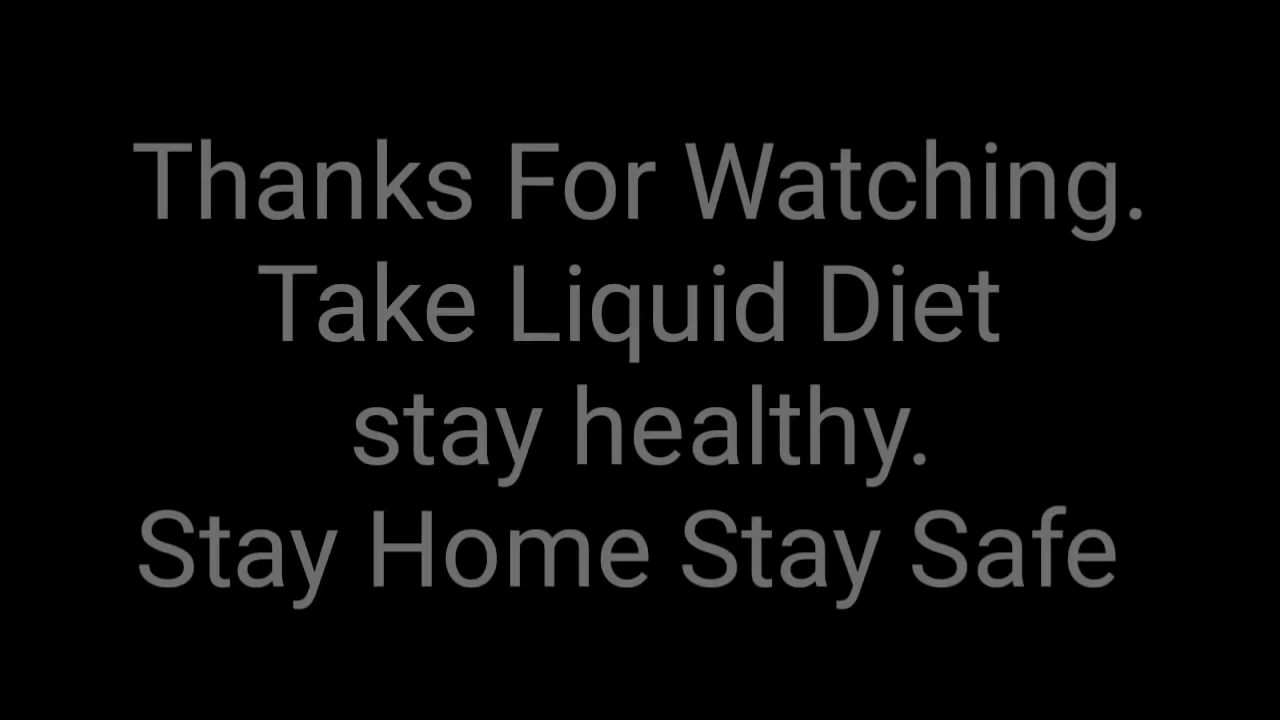 Thanks For Watching.
Take Liquid Diet
stay healthy.
Stay Home Stay Safe